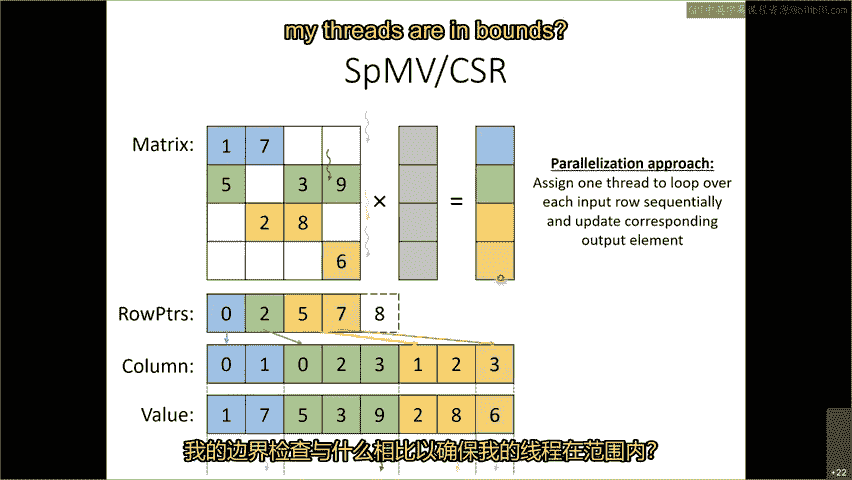 my threads are in bounds?
SpMV/CSR
Matrix:
1 7
5 3 9
2 8
6
×
=
Parallelization approach:
Assign one thread to loop over
each input row sequentially
and update corresponding
output element
RowPtrs: 0 2 5 7 8
Column: 0 1 0 2 3 1 2 3
Value: 1 7 5 3 9 2 8 6
我的边界检查与什么相比以确保我的线程在范围内?
+22